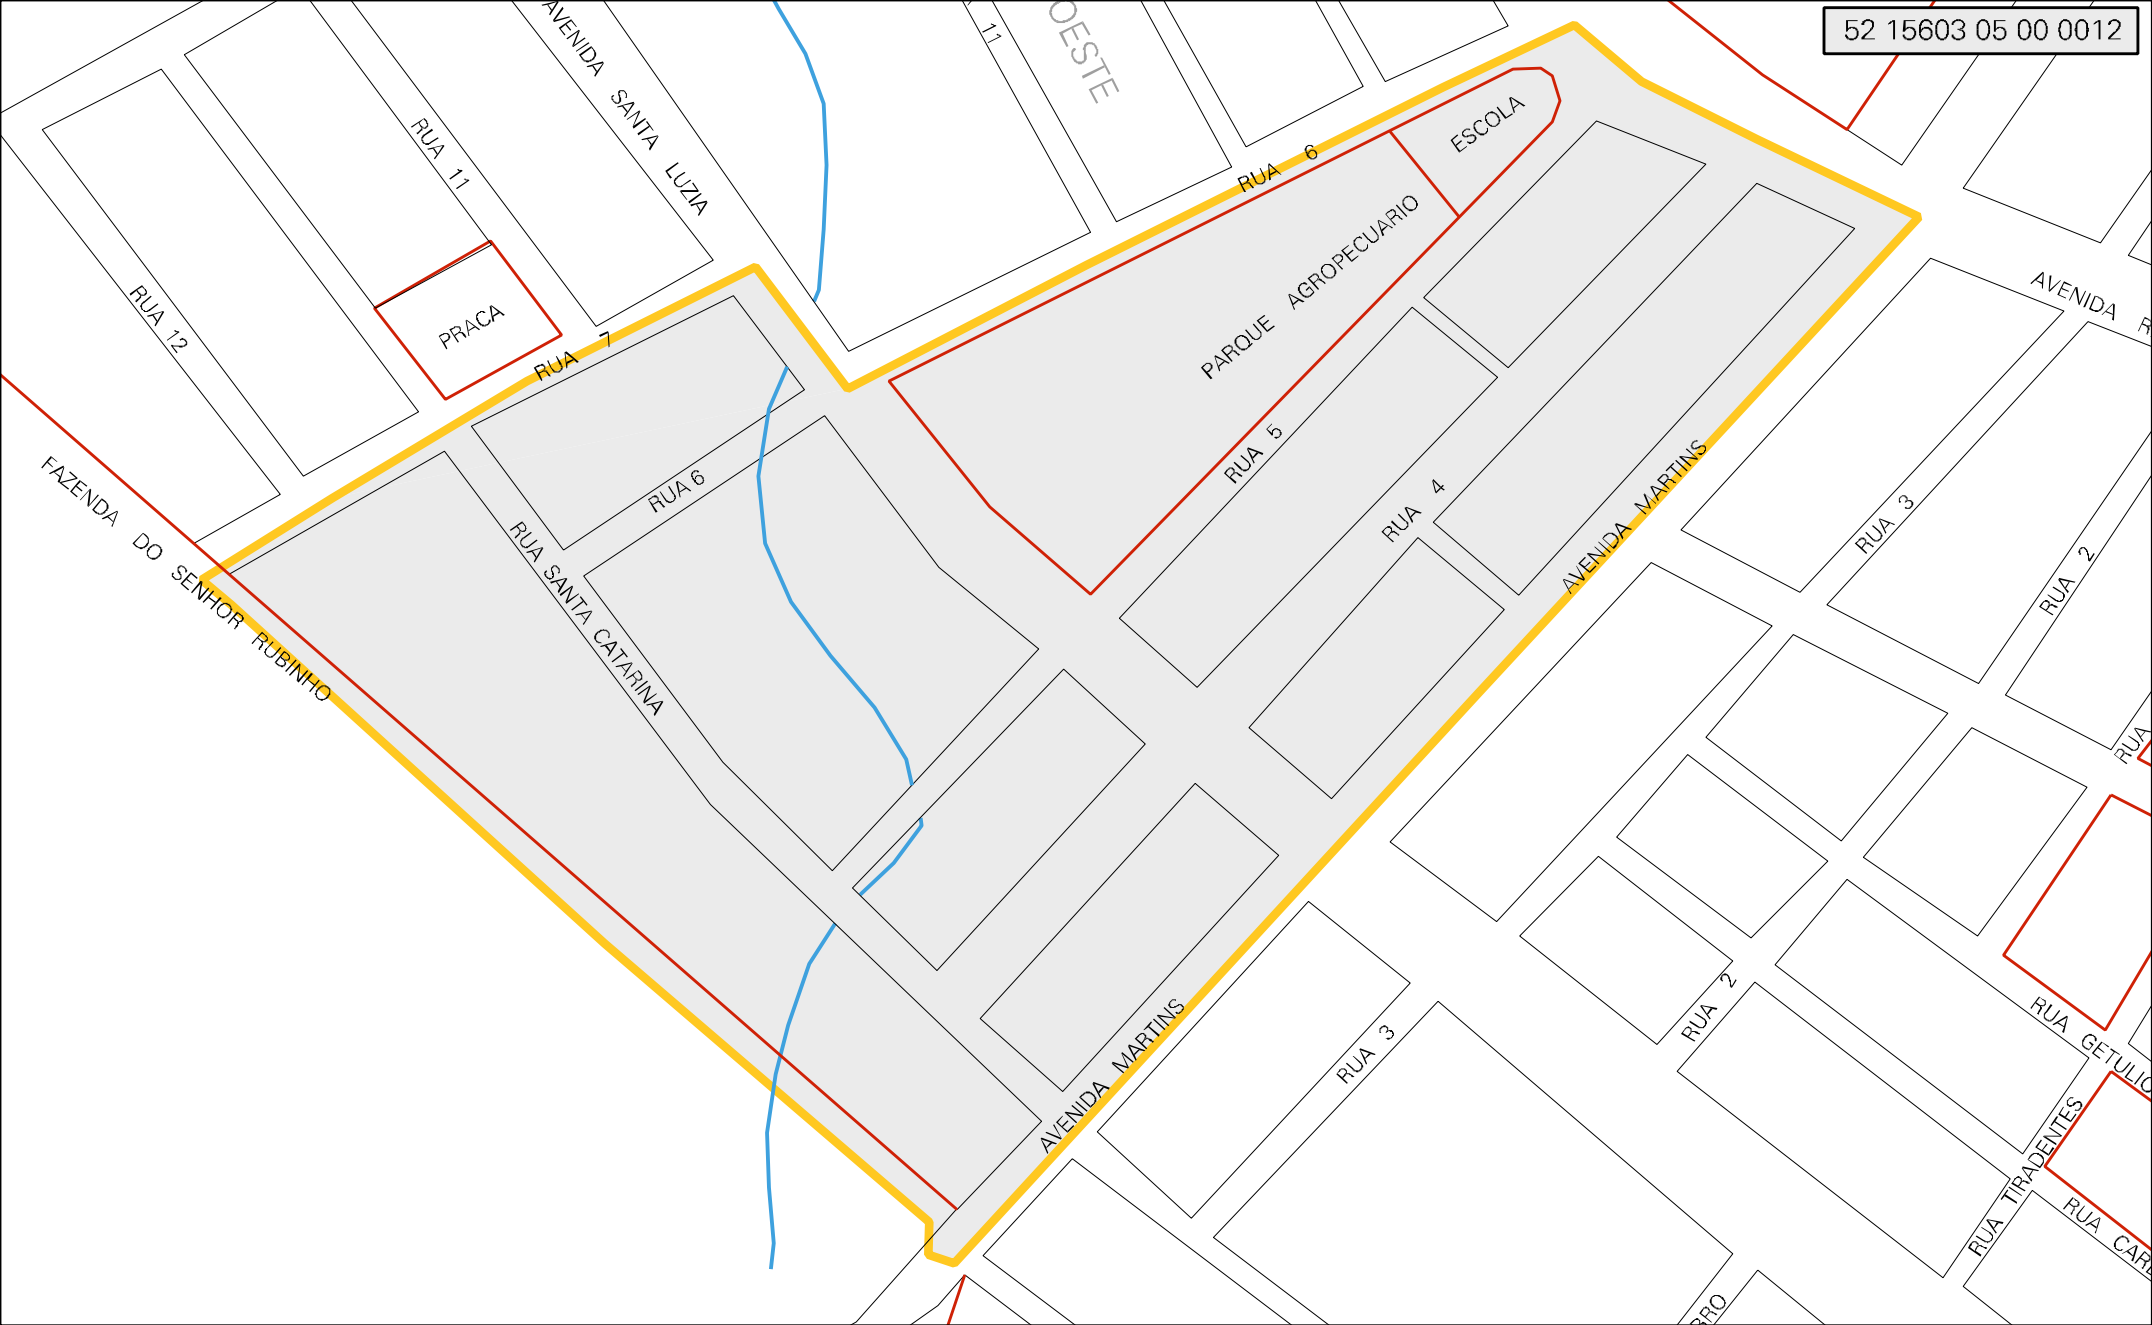 52 15603 05 00 0012
AVENIDA SANTA LUZIA
11
OESTE
RUA 11
RUA 6
ESCOLA
PARQUE AGROPECUARIO
RUA 12
PRACA
RUA 7
AVENIDA
RUA 5
RUA 4
RUA 6
AVENIDA MARTINS
RUA 3
RUA 2
FAZENDA DO SENHOR RUBINHO
RUA SANTA CATARINA
RUA
AVENIDA MARTINS
RUA 3
RUA 2
RUA GETULIO
RUA TIRADENTES
RUA